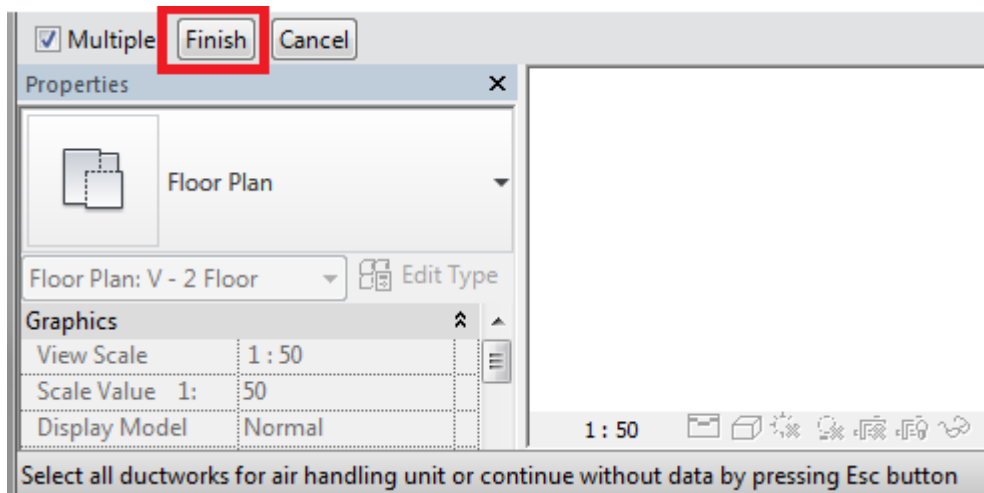 Multiple Finish Cancel
Properties
Floor Plan
Floor Plan: V - 2 Floor Edit Type
Graphics
View Scale 1 : 50
Scale Value 1: 50
Display Model Normal
1 : 50
Select all ductworks for air handling unit or continue without data by pressing Esc button